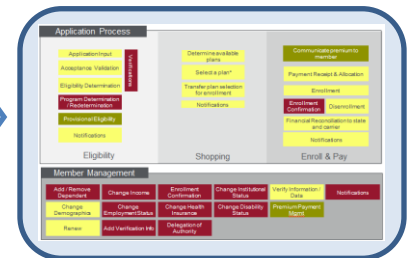 Application Process
Application Input
Acceptance Validation
Eligibility Determination
Verifications
Program Determination
/ Redetermination
Provisional Eligibility
Notifications
Eligibility
Determine available
plans
Select a plan*
Transfer plan selection
for enrollment
Notifications
Shopping
Communicate premium to
member
Payment Receipt & Allocation
Enrollment
Enrollment
Confirmation
Disenrollment
Financial Reconciliation to state
and carrier
Notifications
Enroll & Pay
Member Management
Add / Remove
Dependent
Change Income
Enrollment
Confirmation
Change Institutional
Status
Verify Information /
Data
Notifications
Change
Demographics
Change
Employment Status
Change Health
Insurance
Change Disability
Status
Premium Payment
Mgmt.
Renew
Add Verification Info
Delegation of
Authority